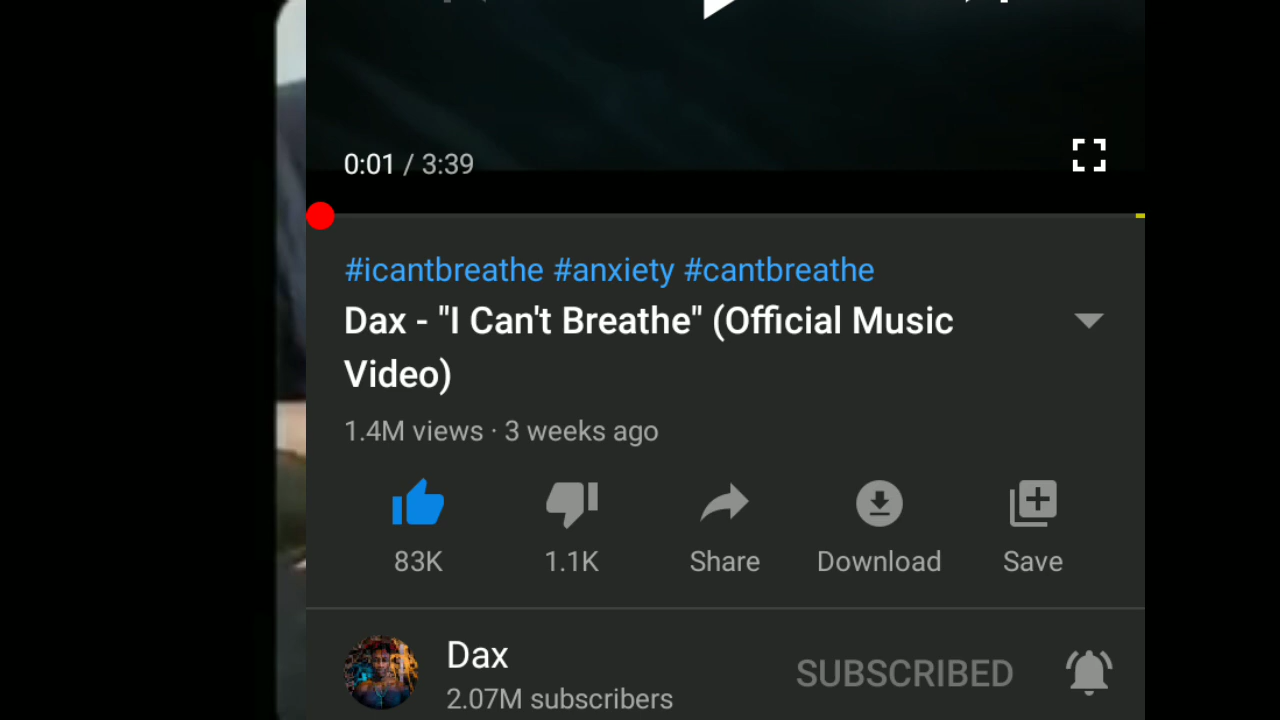 0:01 / 3:39
#icantbreathe #anxiety #cantbreathe
Dax - "I Can't Breathe" (Official Music
Video)
1.4M views · 3 weeks ago
83K 1.1K Share Download Save
Dax
SUBSCRIBED
2.07M subscribers